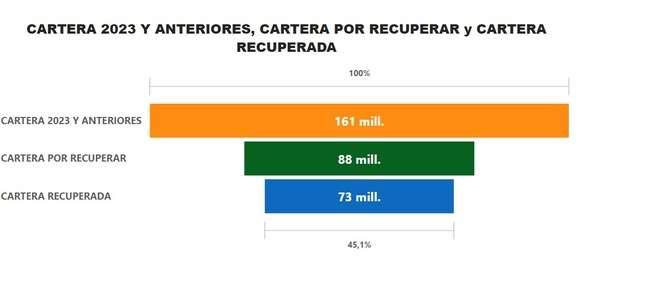 CARTERA 2023 Y ANTERIORES, CARTERA POR RECUPERAR y CARTERA
RECUPERADA
100%
CARTERA 2023 Y ANTERIORES
161 mill.
CARTERA POR RECUPERAR
88 mill.
CARTERA RECUPERADA
73 mill.
45,1%